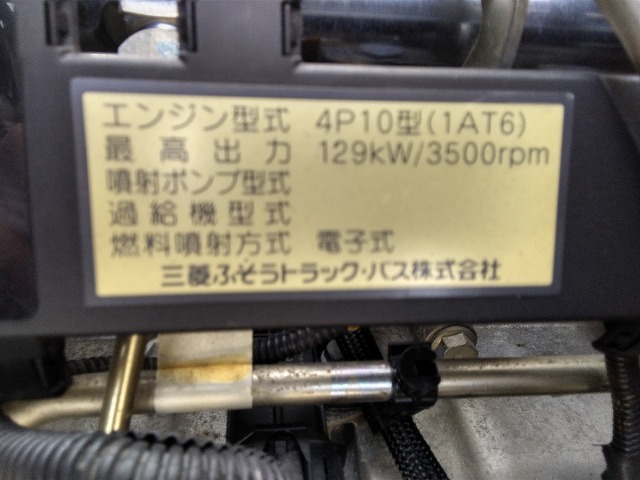 エンジン型式 4P10型(1AT6)
最高出力 129kW/3500rpm
噴射ポンプ型式
過給機型式
燃料噴射方式 電子式
三菱ふそうトラック・バス株式会社